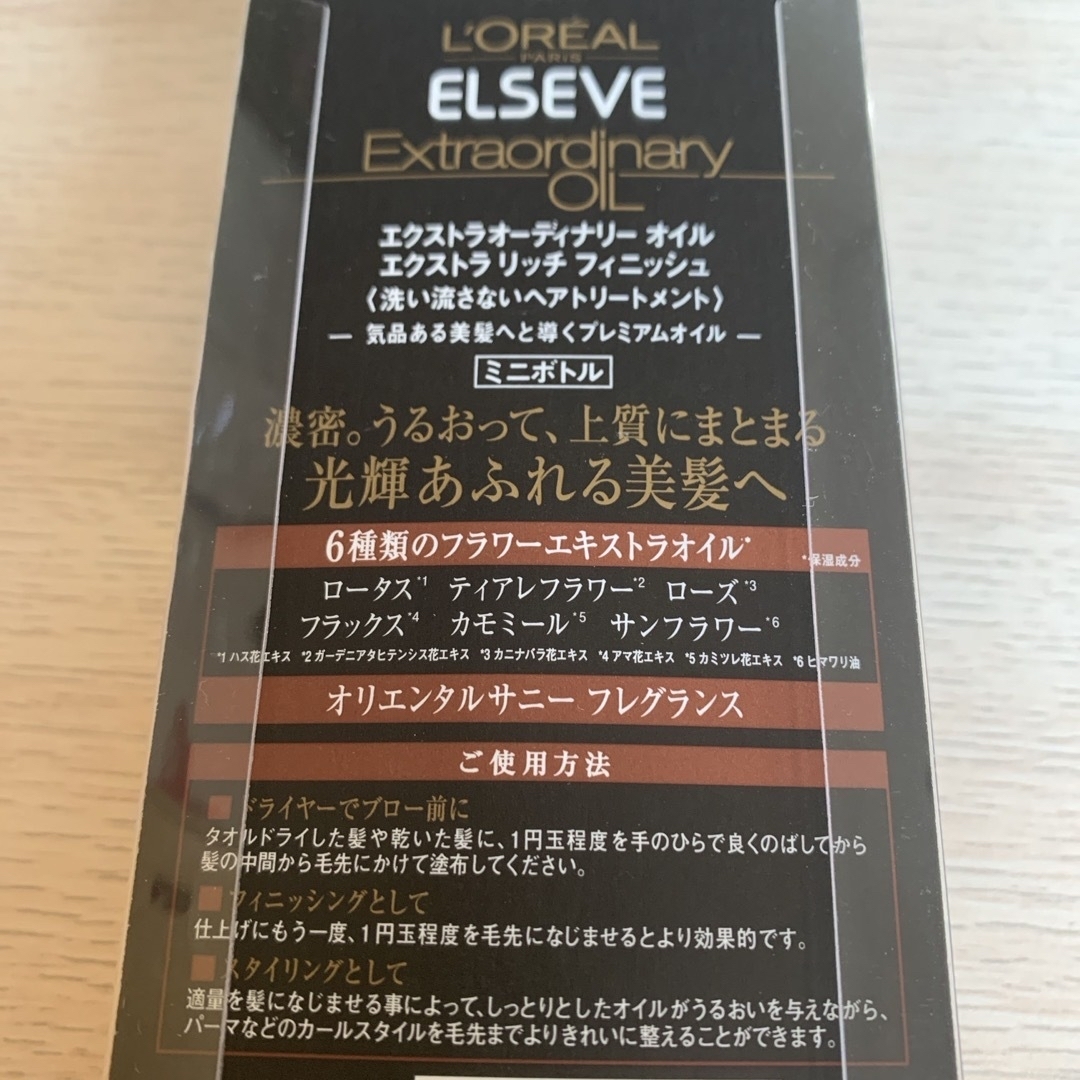 L'ORÉAL
PARIS
ELSEVE
Extraordinary
OIL
エクストラオーディナリー オイル
エクストラ リッチ フィニッシュ
〈洗い流さないヘアトリートメント〉
― 気品ある美髪へと導くプレミアムオイル ―
ミニボトル
濃密。うるおって、上質にまとまる
光輝あふれる美髪へ
6種類のフラワーエキストラオイル*
*保湿成分
ロータス*1 ティアレフラワー*2 ローズ*3
フラックス*4 カモミール*5 サンフラワー*6
*1 ハス花エキス *2 ガーデニアタヒテンシス花エキス *3 カニナバラ花エキス *4 アマ花エキス *5 カミツレ花エキス *6 ヒマワリ油
オリエンタルサニー フレグランス
ご使用方法
■ ドライヤーでブロー前に
タオルドライした髪や乾いた髪に、1円玉程度を手のひらで良くのばしてから
髪の中間から毛先にかけて塗布してください。
■ フィニッシングとして
仕上げにもう一度、1円玉程度を毛先になじませるとより効果的です。
■ スタイリングとして
適量を髪になじませる事によって、しっとりとしたオイルがうるおいを与えながら、
パーマなどのカールスタイルを毛先までよりきれいに整えることができます。